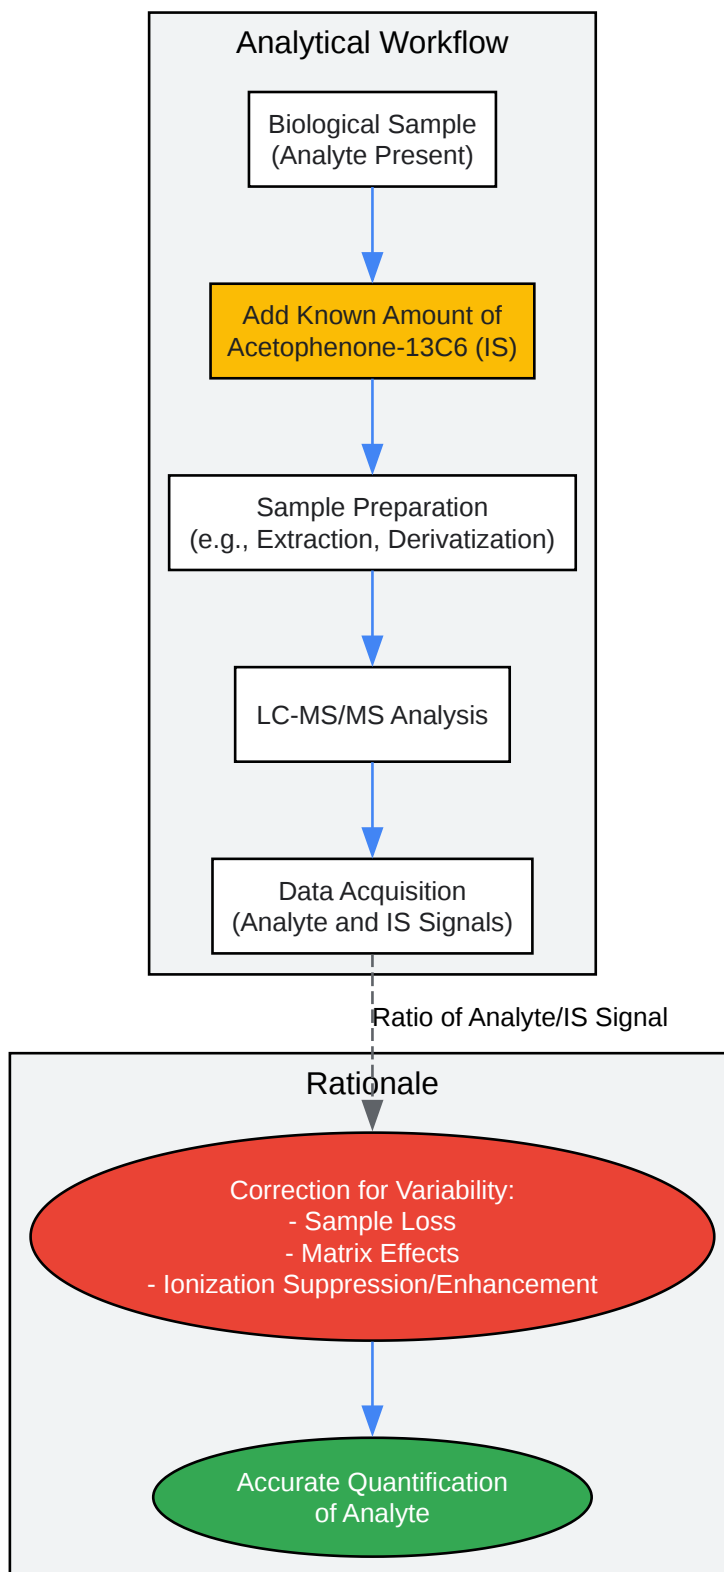 Analytical Workflow
Biological Sample
(Analyte Present)
Add Known Amount of
Acetophenone-13C6 (IS)
Sample Preparation
(e.g., Extraction, Derivatization)
LC-MS/MS Analysis
Data Acquisition
(Analyte and IS Signals)
Ratio of Analyte/IS Signal
Rationale
Correction for Variability:
- Sample Loss
- Matrix Effects
- Ionization Suppression/Enhancement
Accurate Quantification
of Analyte